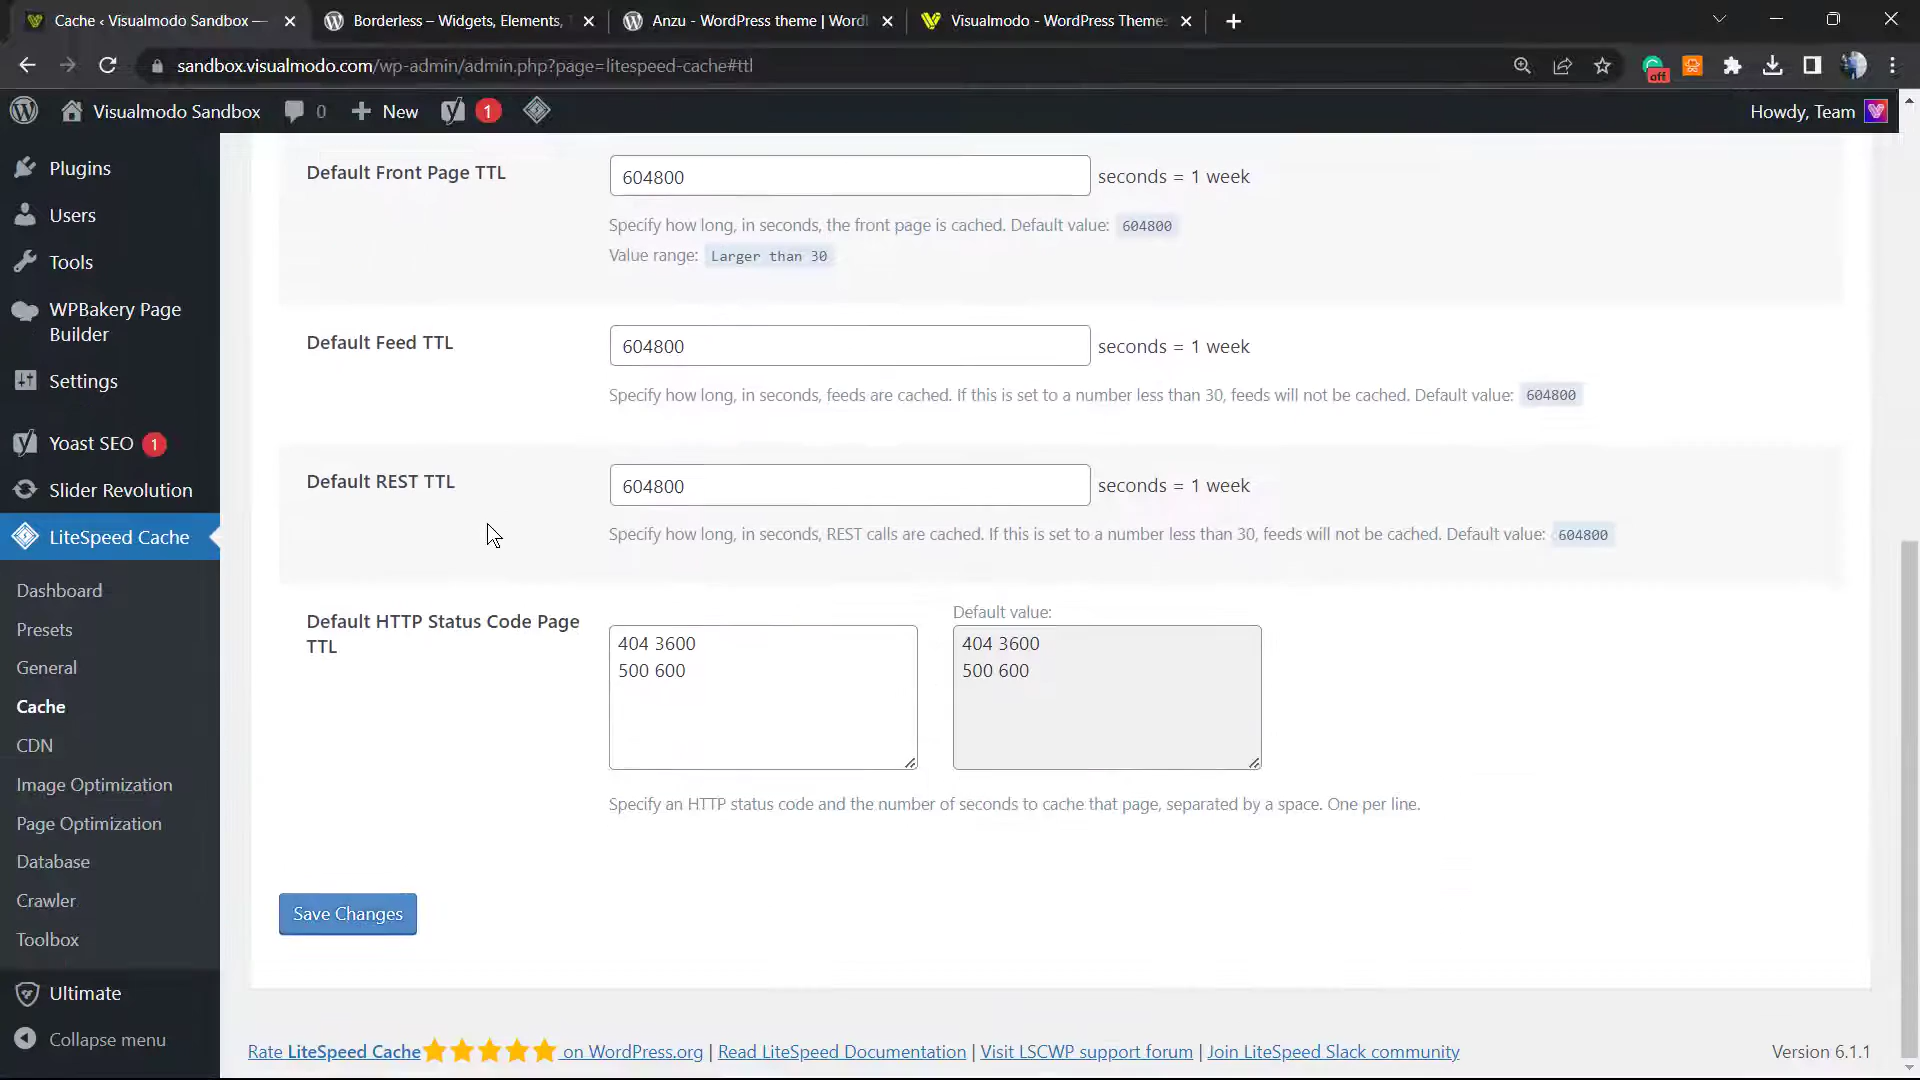 Cache ‹ Visualmodo Sandbox —
Borderless – Widgets, Elements,
Anzu - WordPress theme | Word
Visualmodo - WordPress Themes
sandbox.visualmodo.com/wp-admin/admin.php?page=litespeed-cache#ttl
off
Visualmodo Sandbox
0
New
1
Howdy, Team
Plugins
Users
Tools
WPBakery Page
Builder
Settings
Yoast SEO 1
Slider Revolution
LiteSpeed Cache
Dashboard
Presets
General
Cache
CDN
Image Optimization
Page Optimization
Database
Crawler
Toolbox
Ultimate
Collapse menu
Default Front Page TTL
604800
seconds = 1 week
Specify how long, in seconds, the front page is cached. Default value: 604800
Value range: Larger than 30
Default Feed TTL
604800
seconds = 1 week
Specify how long, in seconds, feeds are cached. If this is set to a number less than 30, feeds will not be cached. Default value: 604800
Default REST TTL
604800
seconds = 1 week
Specify how long, in seconds, REST calls are cached. If this is set to a number less than 30, feeds will not be cached. Default value: 604800
Default HTTP Status Code Page
TTL
404 3600
500 600
Default value:
404 3600
500 600
Specify an HTTP status code and the number of seconds to cache that page, separated by a space. One per line.
Save Changes
Rate LiteSpeed Cache on WordPress.org | Read LiteSpeed Documentation | Visit LSCWP support forum | Join LiteSpeed Slack community
Version 6.1.1